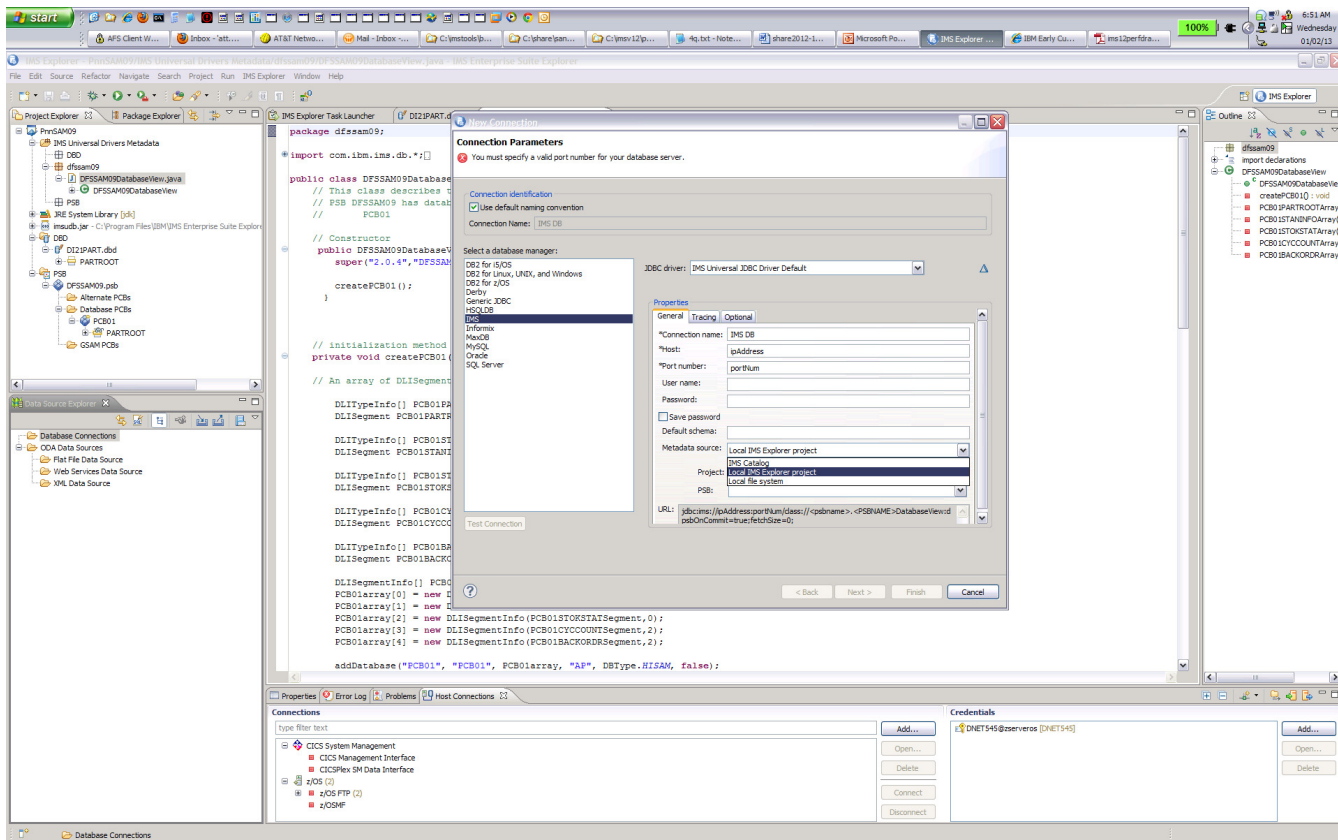 start
100%
6:51 AM
Wednesday
01/02/13
AFS Client W...
Inbox - 'att....
AT&T Netwo...
Mail - Inbox -...
C:\imstools\b...
C:\share\san...
C:\imsv12\p...
4q.txt - Note...
share2012-1...
Microsoft Po...
IMS Explorer ...
IBM Early Cu...
ims12perfdra...
IMS Explorer - PnnSAM09/IMS Universal Drivers Metadata/dfssam09/DFSSAM09DatabaseView.java - IMS Enterprise Suite Explorer
File Edit Source Refactor Navigate Search Project Run IMS Explorer Window Help
IMS Explorer
Project Explorer
Package Explorer
PnnSAM09
IMS Universal Drivers Metadata
DBD
dfssam09
DFSSAM09DatabaseView.java
DFSSAM09DatabaseView
PSB
JRE System Library [jdk]
imsudb.jar - C:\Program Files\IBM\IMS Enterprise Suite Explor
DBD
DI21PART.dbd
PARTROOT
PSB
DFSSAM09.psb
Alternate PCBs
Database PCBs
PCB01
PARTROOT
GSAM PCBs
Data Source Explorer
Database Connections
ODA Data Sources
Flat File Data Source
Web Services Data Source
XML Data Source
IMS Explorer Task Launcher
DI21PART.d
package dfssam09;
import com.ibm.ims.db.*;
public class DFSSAM09Database
// This class describes t
// PSB DFSSAM09 has datab
// PCB01
// Constructor
public DFSSAM09DatabaseV
super("2.0.4","DFSSAM
createPCB01();
}
// initialization method
private void createPCB01(
// An array of DLISegment
DLITypeInfo[] PCB01PA
DLISegment PCB01PARTR
DLITypeInfo[] PCB01ST
DLISegment PCB01STANI
DLITypeInfo[] PCB01ST
DLISegment PCB01STOKS
DLITypeInfo[] PCB01CY
DLISegment PCB01CYCCO
DLITypeInfo[] PCB01BA
DLISegment PCB01BACKO
DLISegmentInfo[] PCB0
PCB01array[0] = new D
PCB01array[1] = new D
PCB01array[2] = new DLISegmentInfo(PCB01STOKSTATSegment,0);
PCB01array[3] = new DLISegmentInfo(PCB01CYCCOUNTSegment,2);
PCB01array[4] = new DLISegmentInfo(PCB01BACKORDRSegment,2);
addDatabase("PCB01", "PCB01", PCB01array, "AP", DBType.HISAM, false);
New Connection
Connection Parameters
You must specify a valid port number for your database server.
Connection identification
Use default naming convention
Connection Name: IMS DB
Select a database manager:
DB2 for i5/OS
DB2 for Linux, UNIX, and Windows
DB2 for z/OS
Derby
Generic JDBC
HSQLDB
IMS
Informix
MaxDB
MySQL
Oracle
SQL Server
Test Connection
JDBC driver: IMS Universal JDBC Driver Default
Properties
General Tracing Optional
*Connection name: IMS DB
*Host: ipAddress
*Port number: portNum
User name:
Password:
Save password
Default schema:
Metadata source: Local IMS Explorer project
IMS Catalog
Project: Local IMS Explorer project
Local file system
PSB:
URL: jdbc:ims://ipAddress:portNum/class://<psbname>.<PSBNAME>DatabaseView:d
psbOnCommit=true;fetchSize=0;
< Back Next > Finish Cancel
Outline
dfssam09
import declarations
DFSSAM09DatabaseView
DFSSAM09DatabaseVie
createPCB01() : void
PCB01PARTROOTArray
PCB01STANINFOArray(
PCB01STOKSTATArray(
PCB01CYCCOUNTArray
PCB01BACKORDRArray
Properties
Error Log
Problems
Host Connections
Connections
type filter text
CICS System Management
CICS Management Interface
CICSPlex SM Data Interface
z/OS (2)
z/OS FTP (2)
z/OSMF
Add...
Open...
Delete
Connect
Disconnect
Credentials
DNET545@zserveros [DNET545]
Add...
Open...
Delete
Database Connections